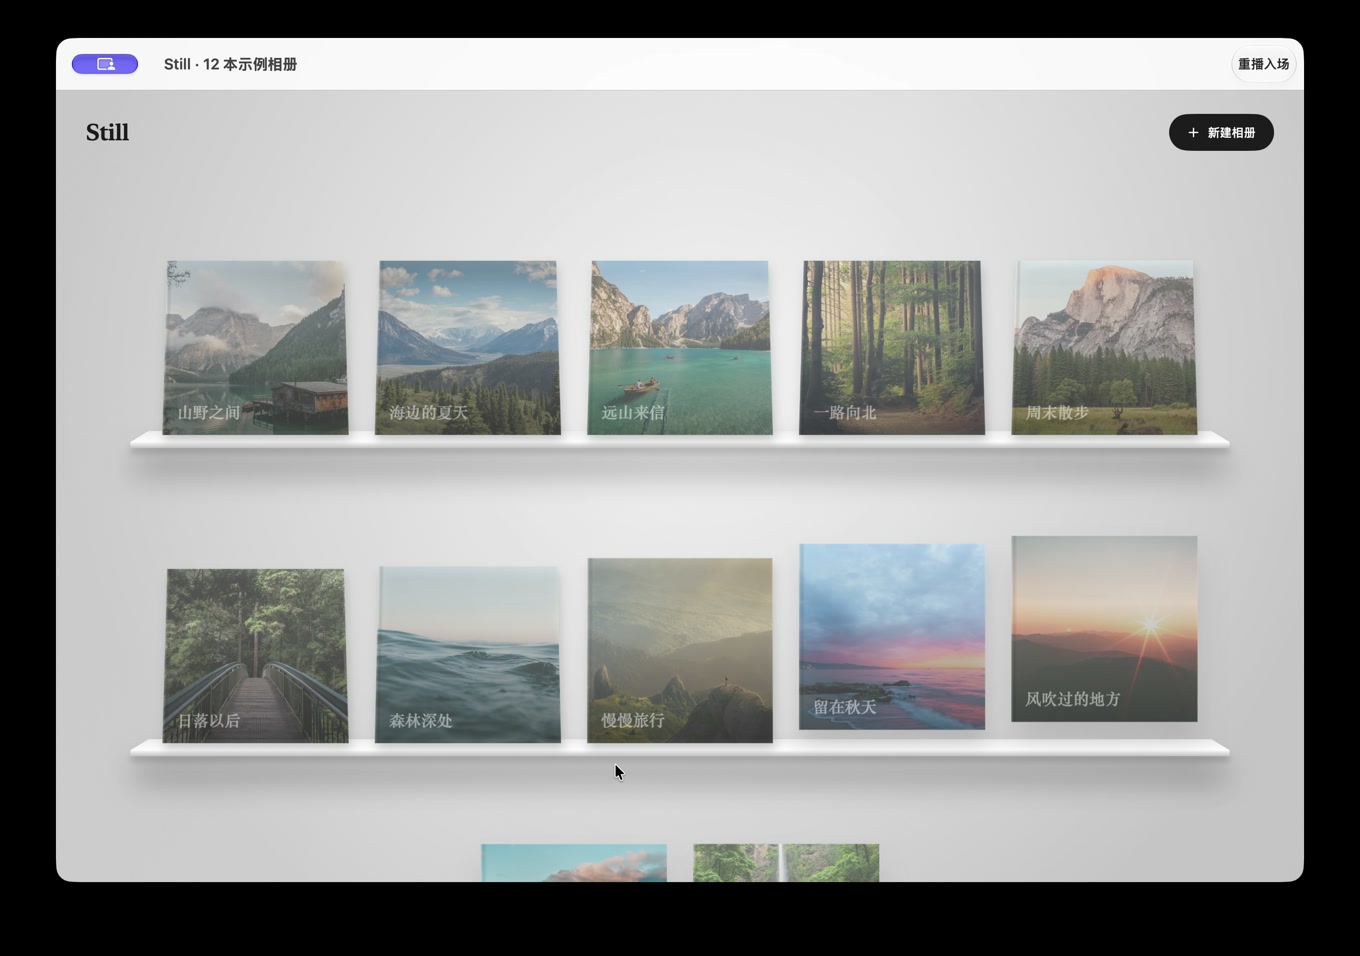 Still · 12 本示例相册
重播入场
Still
+ 新建相册
山野之间
海边的夏天
远山来信
一路向北
周末散步
日落以后
森林深处
慢慢旅行
留在秋天
风吹过的地方